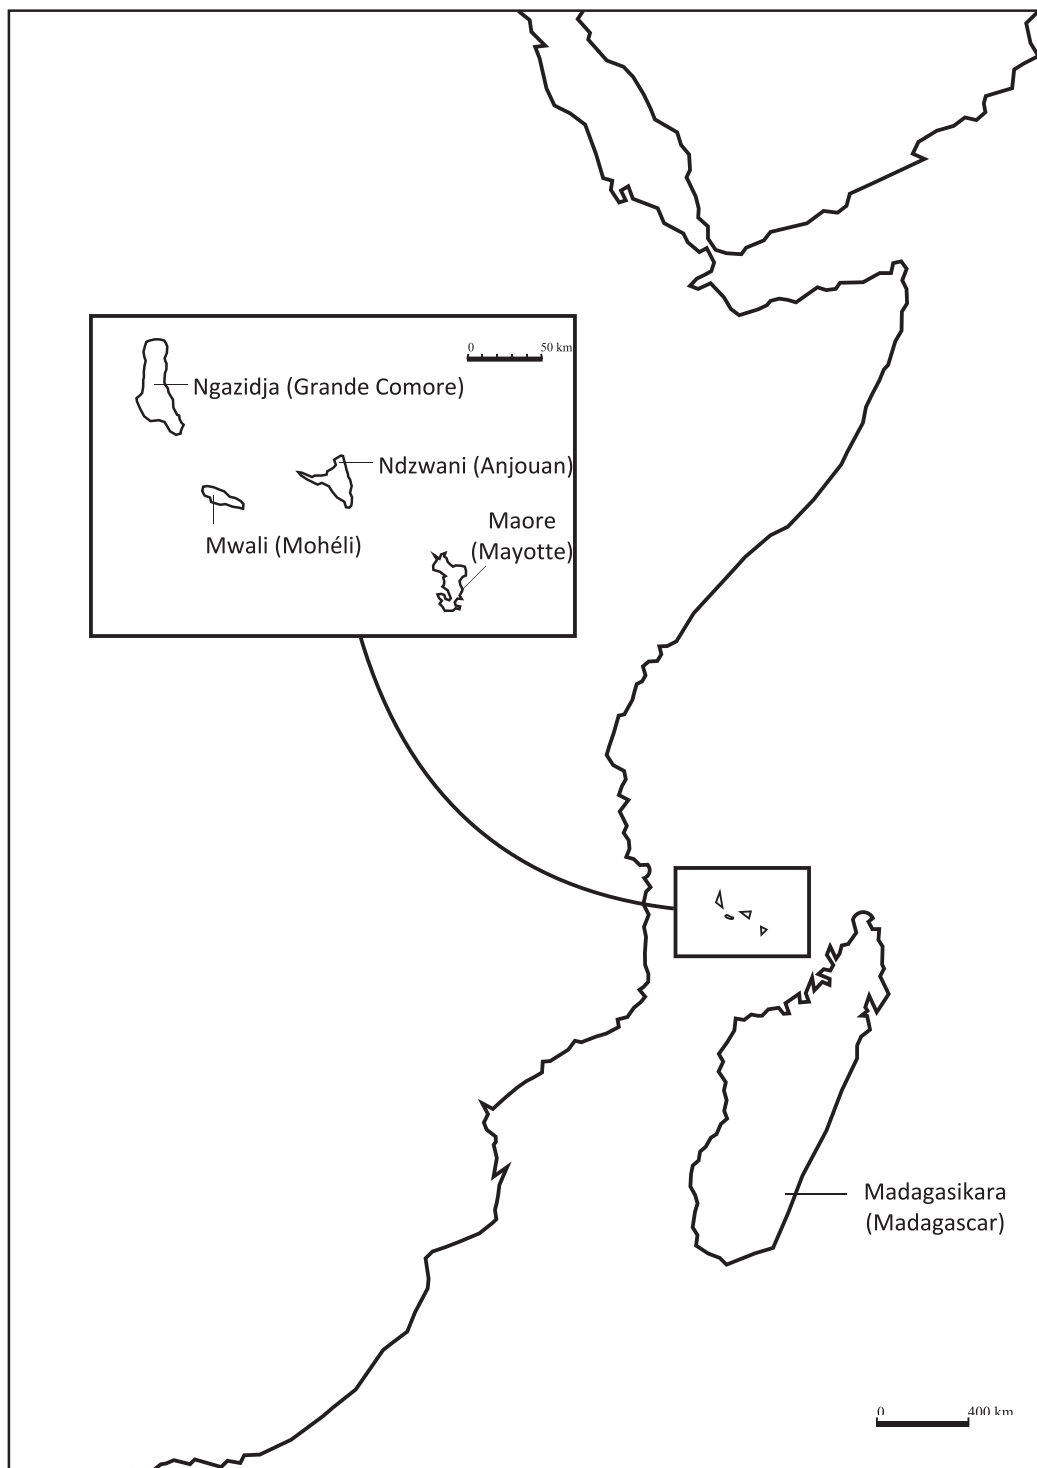 0 50 km
Ngazidja (Grande Comore)
Ndzwani (Anjouan)
Mwali (Mohéli)
Maore
(Mayotte)
Madagasikara
(Madagascar)
0 400 km